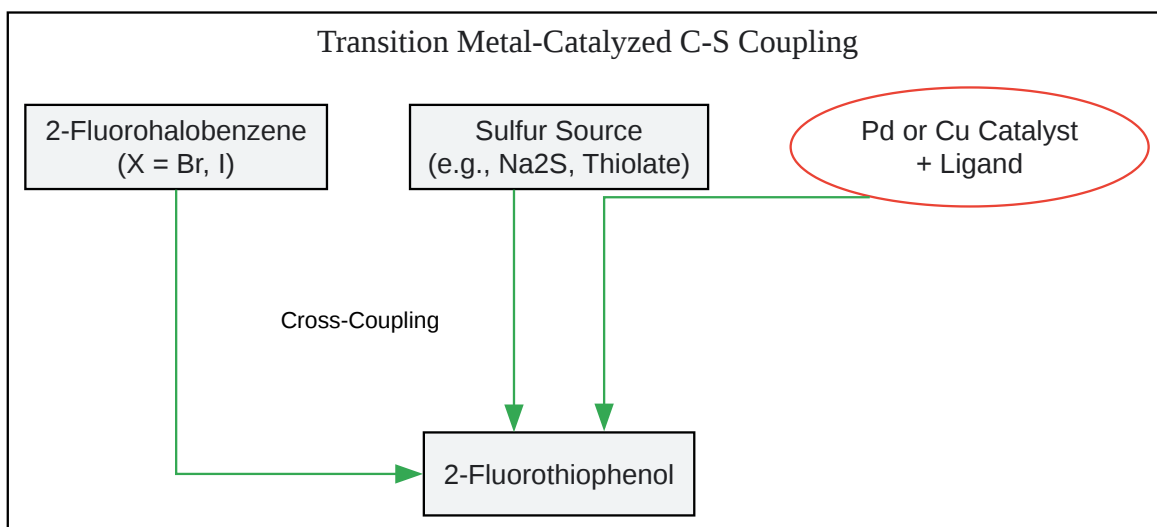 Transition Metal-Catalyzed C-S Coupling
2-Fluorohalobenzene
(X = Br, I)
Sulfur Source
(e.g., Na2S, Thiolate)
Pd or Cu Catalyst
+ Ligand
Cross-Coupling
2-Fluorothiophenol